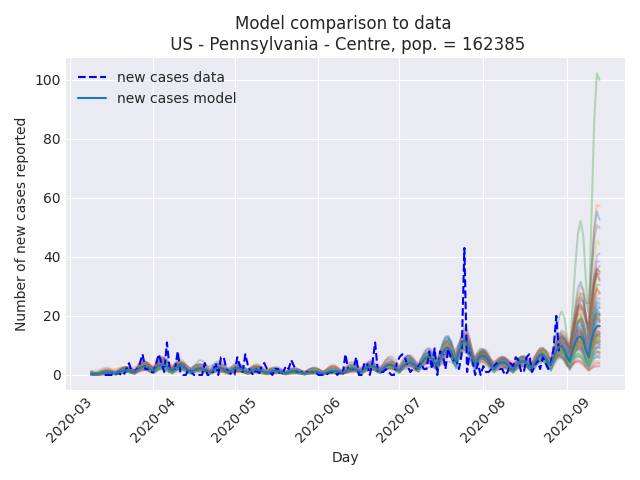 Model comparison to data
US - Pennsylvania - Centre, pop. = 162385
new cases data
new cases model
Number of new cases reported
100
80
60
40
20
0
2020-03
2020-04
2020-05
2020-06
2020-07
2020-08
2020-09
Day